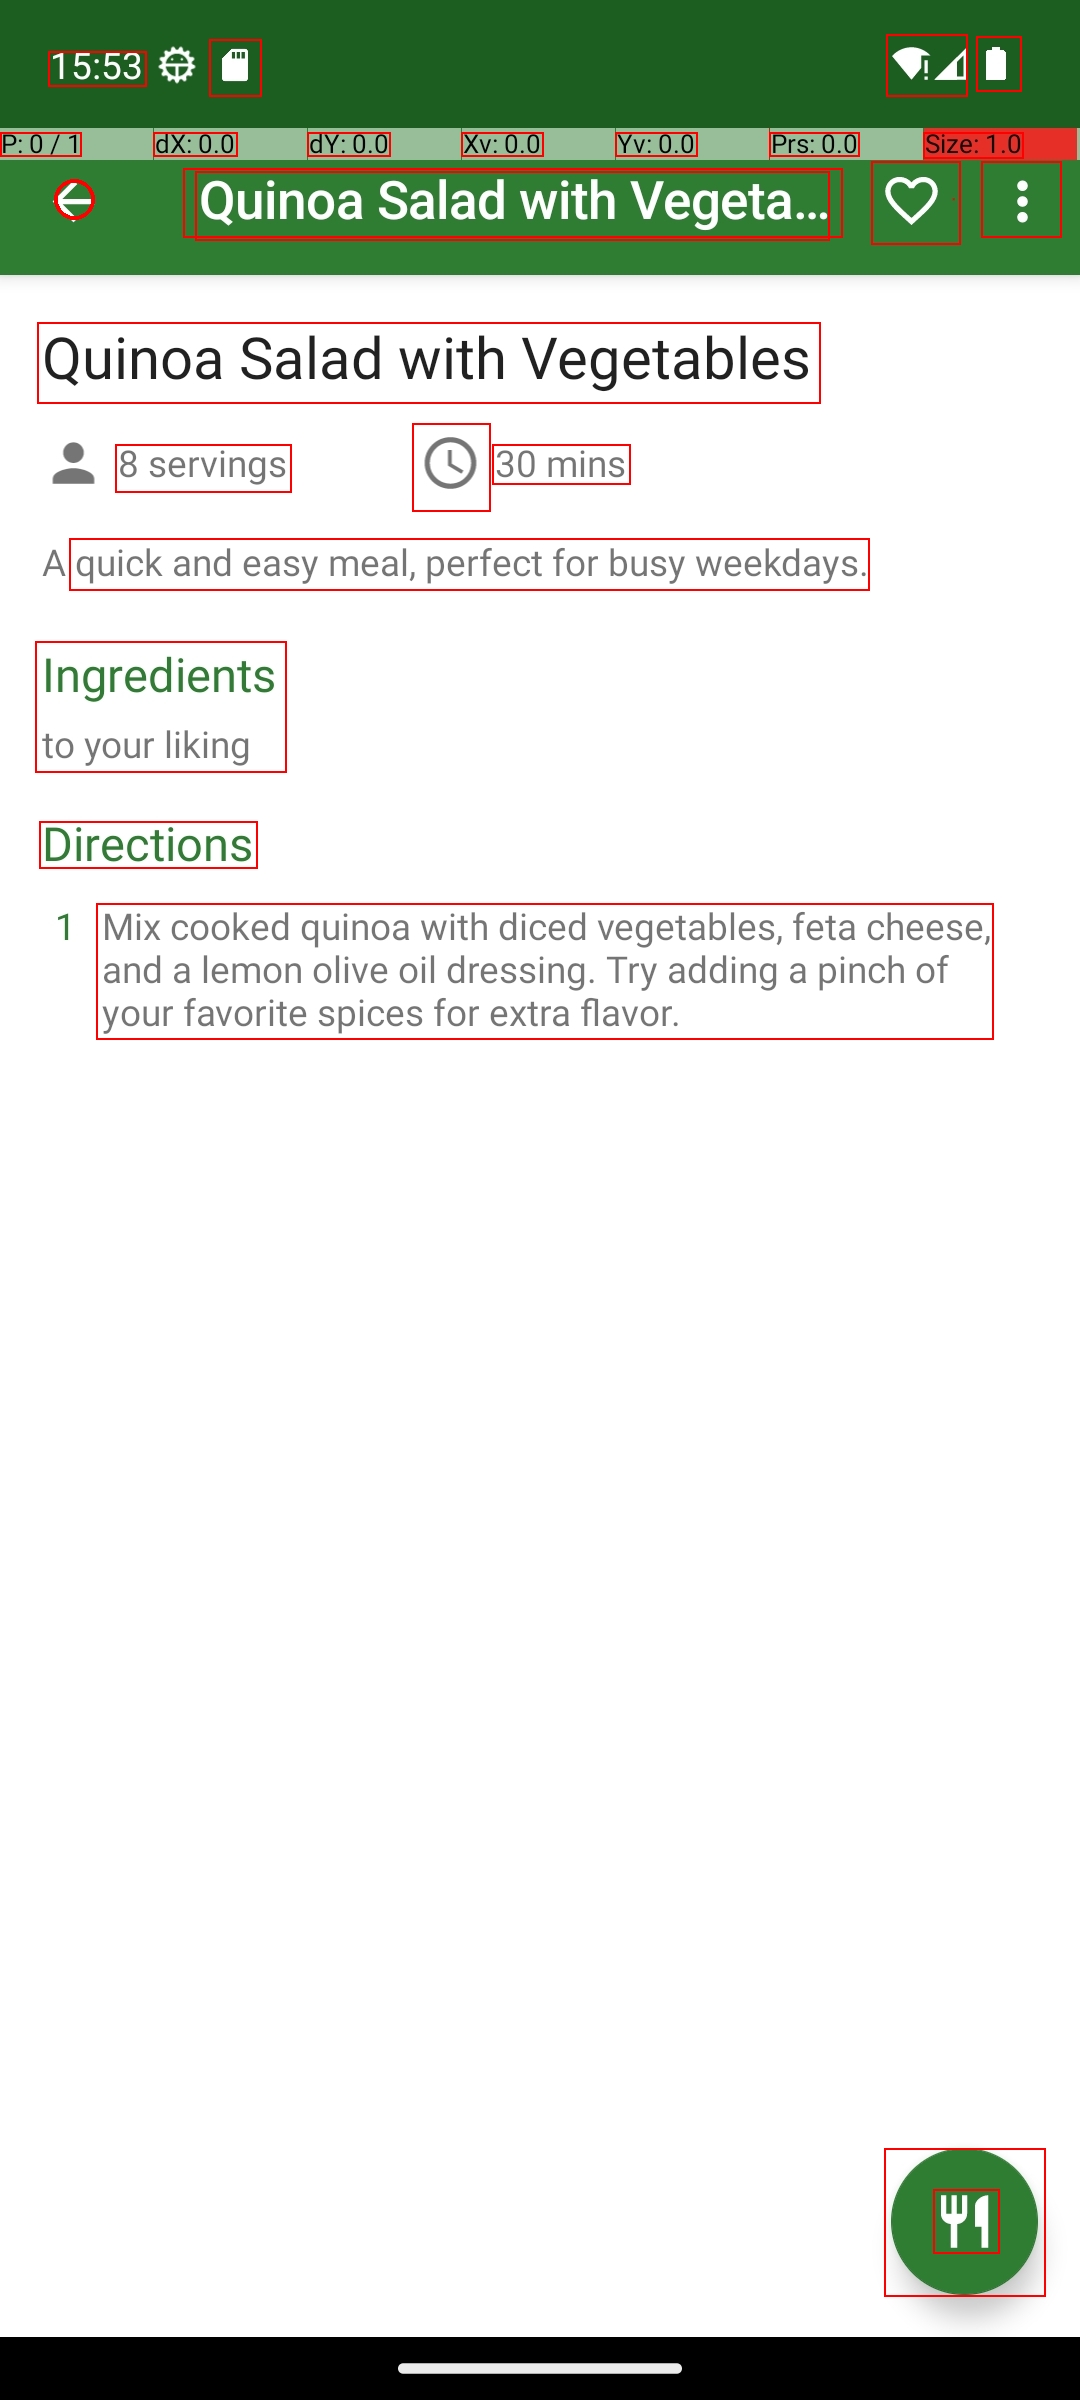 15:53
P: 0 / 1 dX: 0.0 dY: 0.0 Xv: 0.0 Yv: 0.0 Prs: 0.0 Size: 1.0
Quinoa Salad with Vegeta...
Quinoa Salad with Vegetables
8 servings 30 mins
A quick and easy meal, perfect for busy weekdays.
Ingredients
to your liking
Directions
1 Mix cooked quinoa with diced vegetables, feta cheese,
and a lemon olive oil dressing. Try adding a pinch of
your favorite spices for extra flavor.